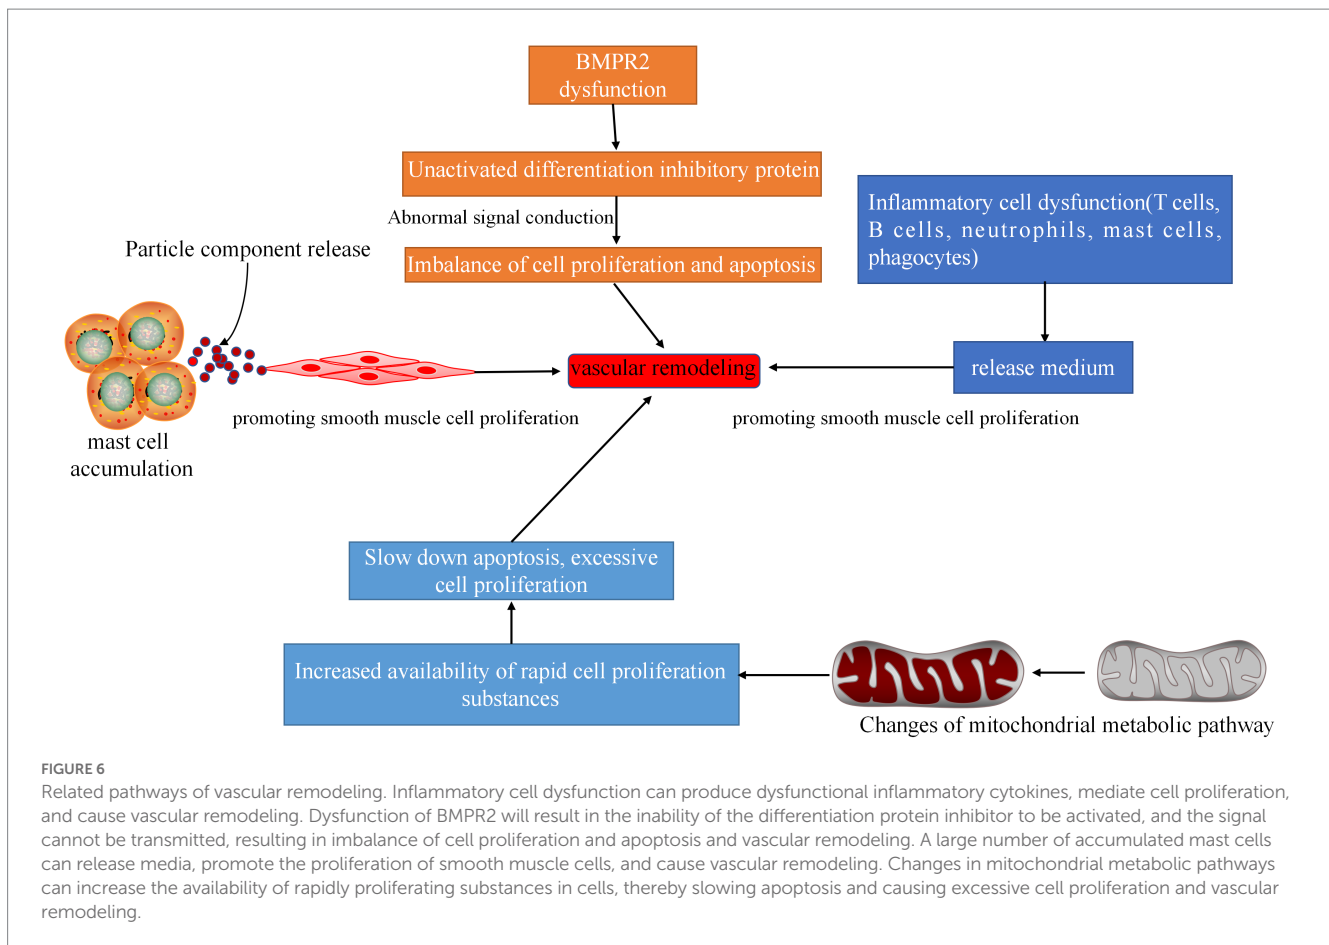 BMPR2
dysfunction
Unactivated differentiation inhibitory protein
Abnormal signal conduction
Imbalance of cell proliferation and apoptosis
Inflammatory cell dysfunction(T cells,
B cells, neutrophils, mast cells,
phagocytes)
Particle component release
vascular remodeling
release medium
promoting smooth muscle cell proliferation
promoting smooth muscle cell proliferation
mast cell
accumulation
Slow down apoptosis, excessive
cell proliferation
Increased availability of rapid cell proliferation
substances
Changes of mitochondrial metabolic pathway
FIGURE 6
Related pathways of vascular remodeling. Inflammatory cell dysfunction can produce dysfunctional inflammatory cytokines, mediate cell proliferation,
and cause vascular remodeling. Dysfunction of BMPR2 will result in the inability of the differentiation protein inhibitor to be activated, and the signal
cannot be transmitted, resulting in imbalance of cell proliferation and apoptosis and vascular remodeling. A large number of accumulated mast cells
can release media, promote the proliferation of smooth muscle cells, and cause vascular remodeling. Changes in mitochondrial metabolic pathways
can increase the availability of rapidly proliferating substances in cells, thereby slowing apoptosis and causing excessive cell proliferation and vascular
remodeling.